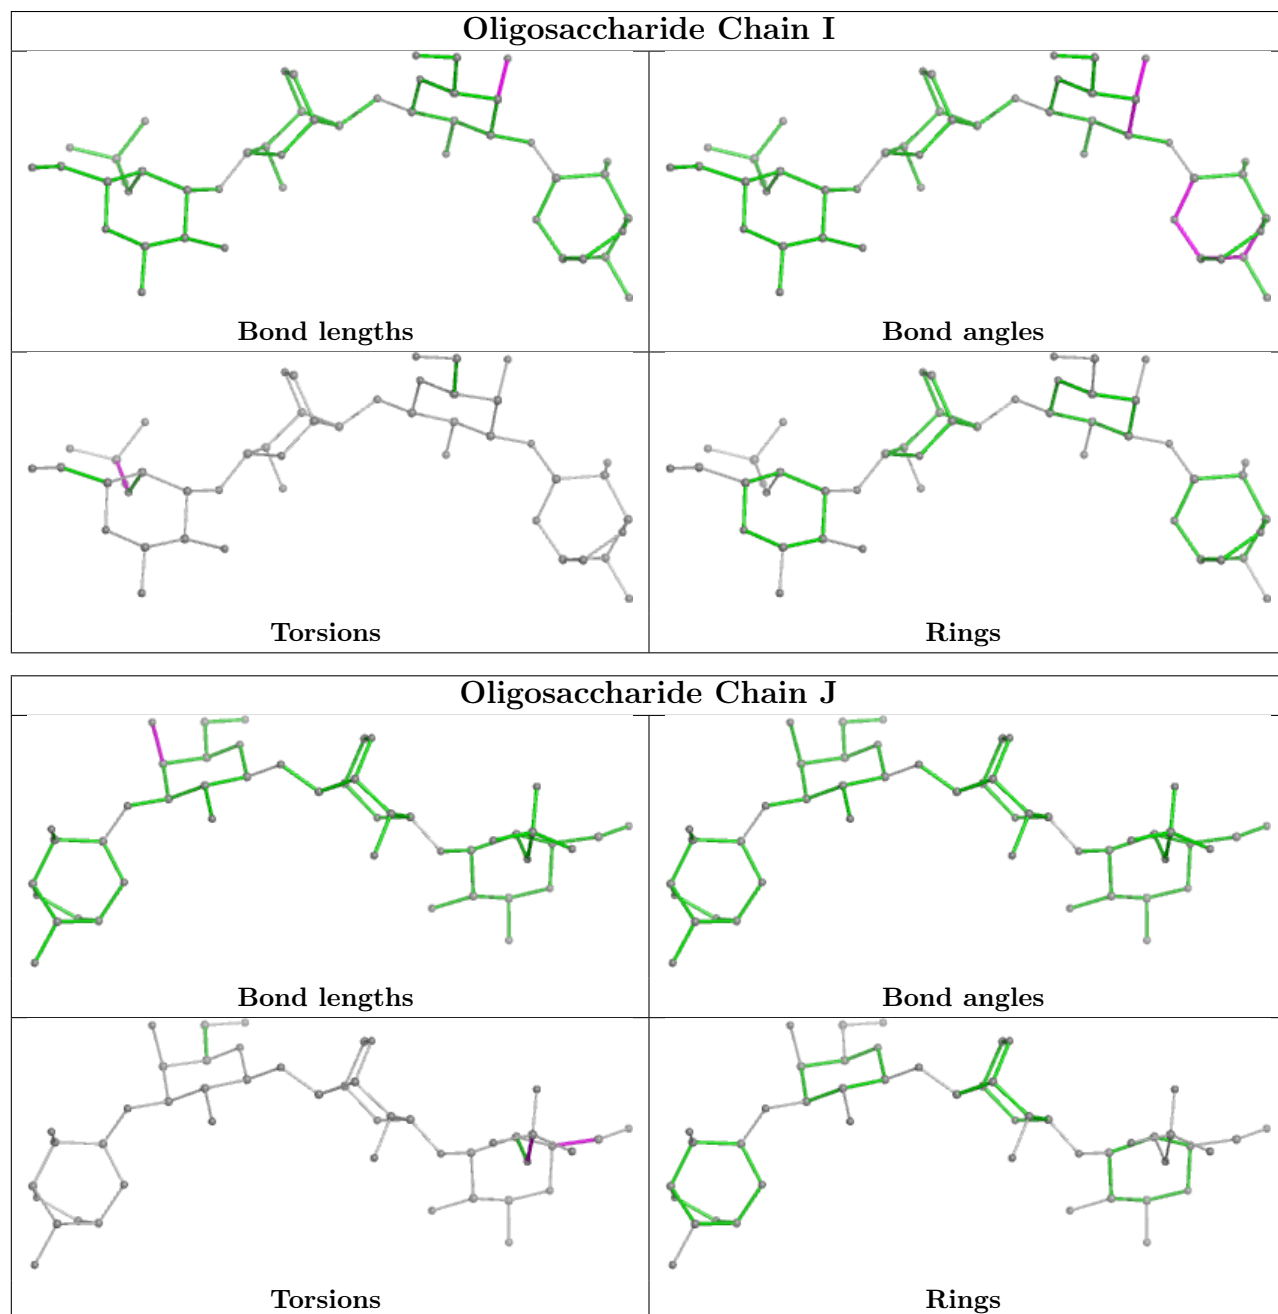 Oligosaccharide Chain I
Bond lengths
Bond angles
Torsions
Rings
Oligosaccharide Chain J
Bond lengths
Bond angles
Torsions
Rings